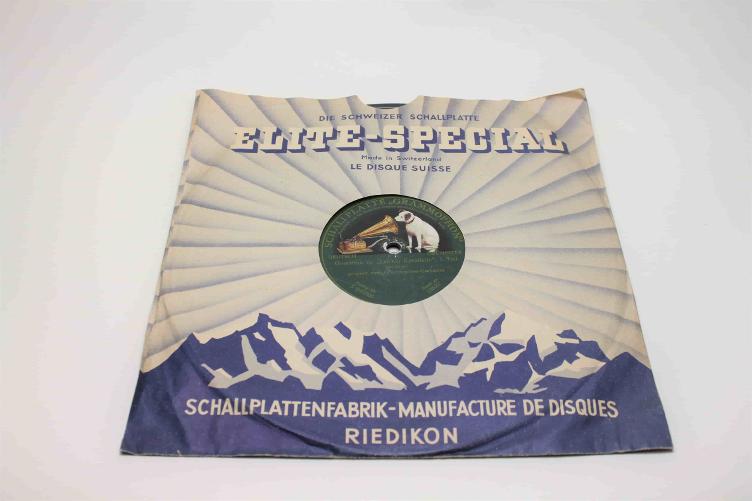 DIE SCHWEIZER SCHALLPLATTE
ELITE-SPECIAL
Made in Switzerland
LE DISQUE SUISSE
SCHALLPLATTE „GRAMMOPHON“
SCHALLPLATTENFABRIK-MANUFACTURE DE DISQUES
RIEDIKON